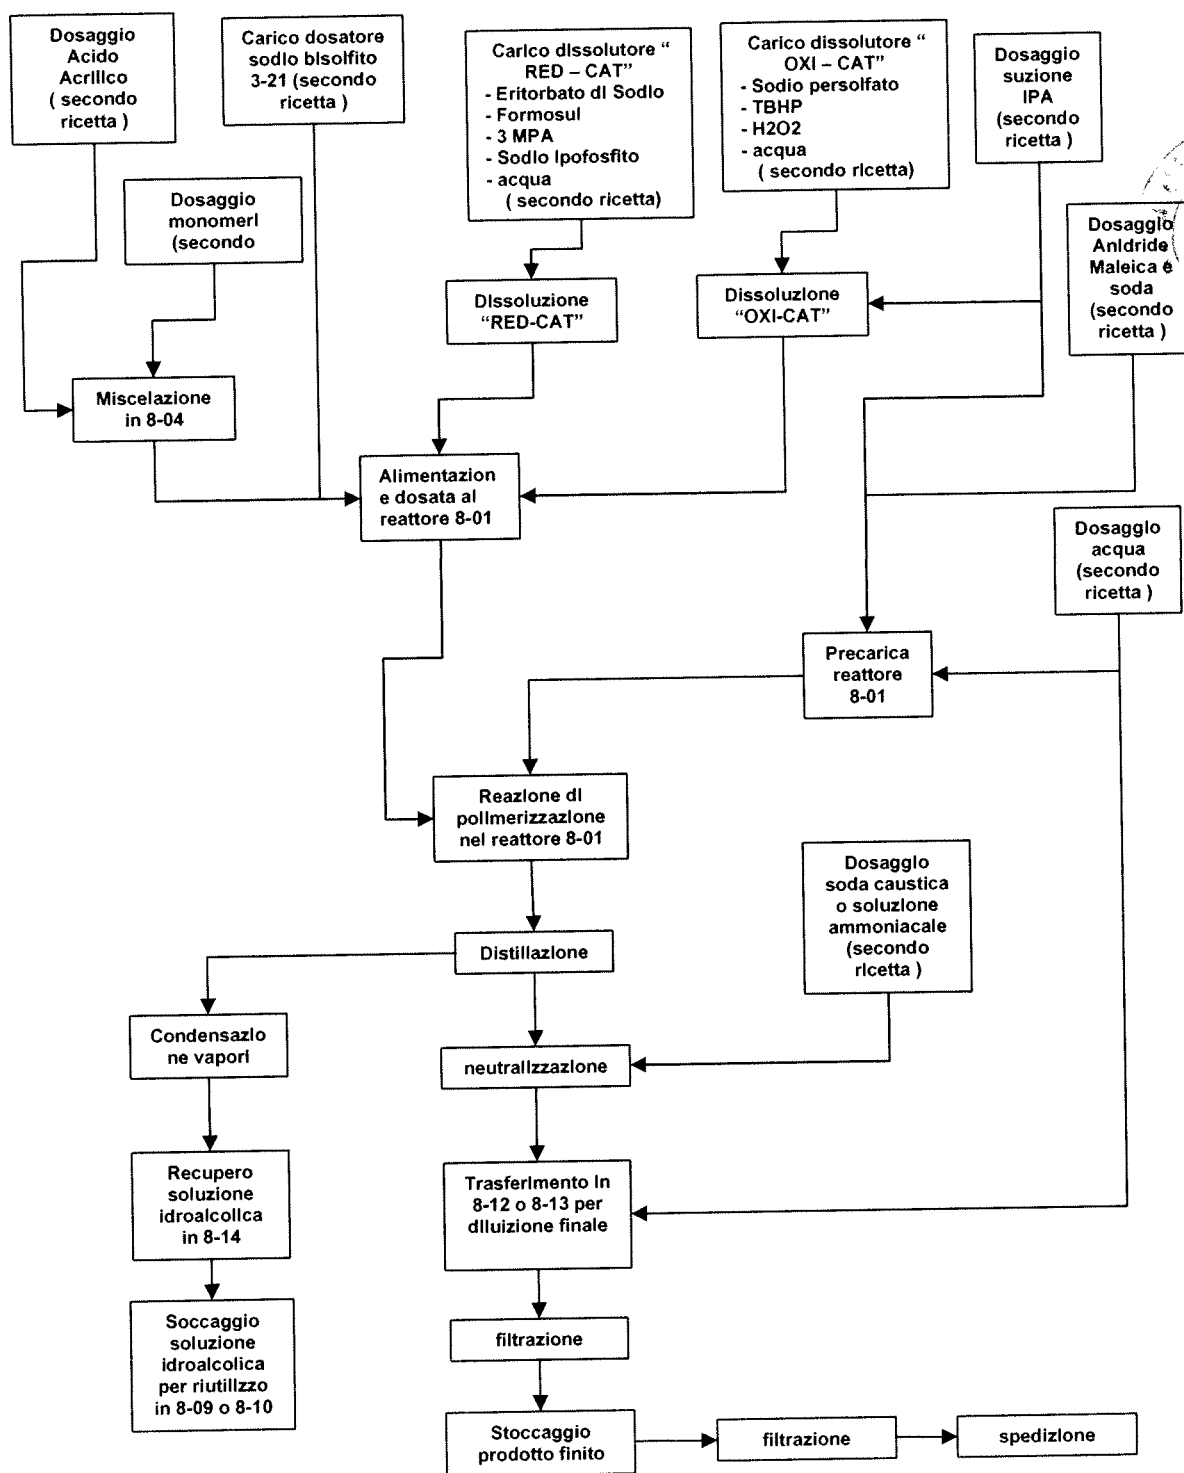 Dosaggio
Acido
Acrilico
( secondo
ricetta )
Carico dosatore
sodio bisolfito
3-21 (secondo
ricetta )
Carico dissolutore “
RED – CAT”
- Eritorbato di Sodio
- Formosul
- 3 MPA
- Sodio Ipofosfito
- acqua
( secondo ricetta)
Carico dissolutore “
OXI – CAT”
- Sodio persolfato
- TBHP
- H2O2
- acqua
( secondo ricetta)
Dosaggio
suzione
IPA
(secondo
ricetta )
Dosaggio
monomeri
(secondo
Dosaggio
Anidride
Maleica e
soda
(secondo
ricetta )
Dissoluzione
“RED-CAT”
Dissoluzione
“OXI-CAT”
Miscelazione
in 8-04
Alimentazion
e dosata al
reattore 8-01
Dosaggio
acqua
(secondo
ricetta )
Precarica
reattore
8-01
Reazione di
polimerizzazione
nel reattore 8-01
Dosaggio
soda caustica
o soluzione
ammoniacale
(secondo
ricetta )
Distillazione
Condensazio
ne vapori
neutralizzazione
Recupero
soluzione
idroalcolica
in 8-14
Trasferimento in
8-12 o 8-13 per
diluizione finale
Soccaggio
soluzione
idroalcolica
per riutilizzo
in 8-09 o 8-10
filtrazione
Stoccaggio
prodotto finito
filtrazione
spedizione